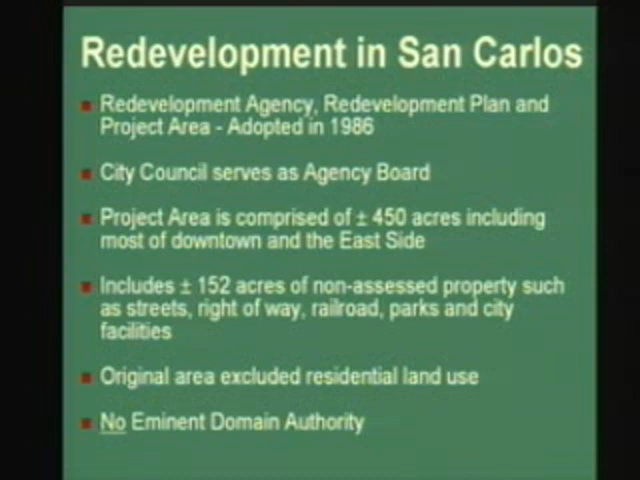 Redevelopment in San Carlos
Redevelopment Agency, Redevelopment Plan and
Project Area - Adopted in 1986
City Council serves as Agency Board
Project Area is comprised of ± 450 acres including
most of downtown and the East Side
Includes ± 152 acres of non-assessed property such
as streets, right of way, railroad, parks and city
facilities
Original area excluded residential land use
No Eminent Domain Authority